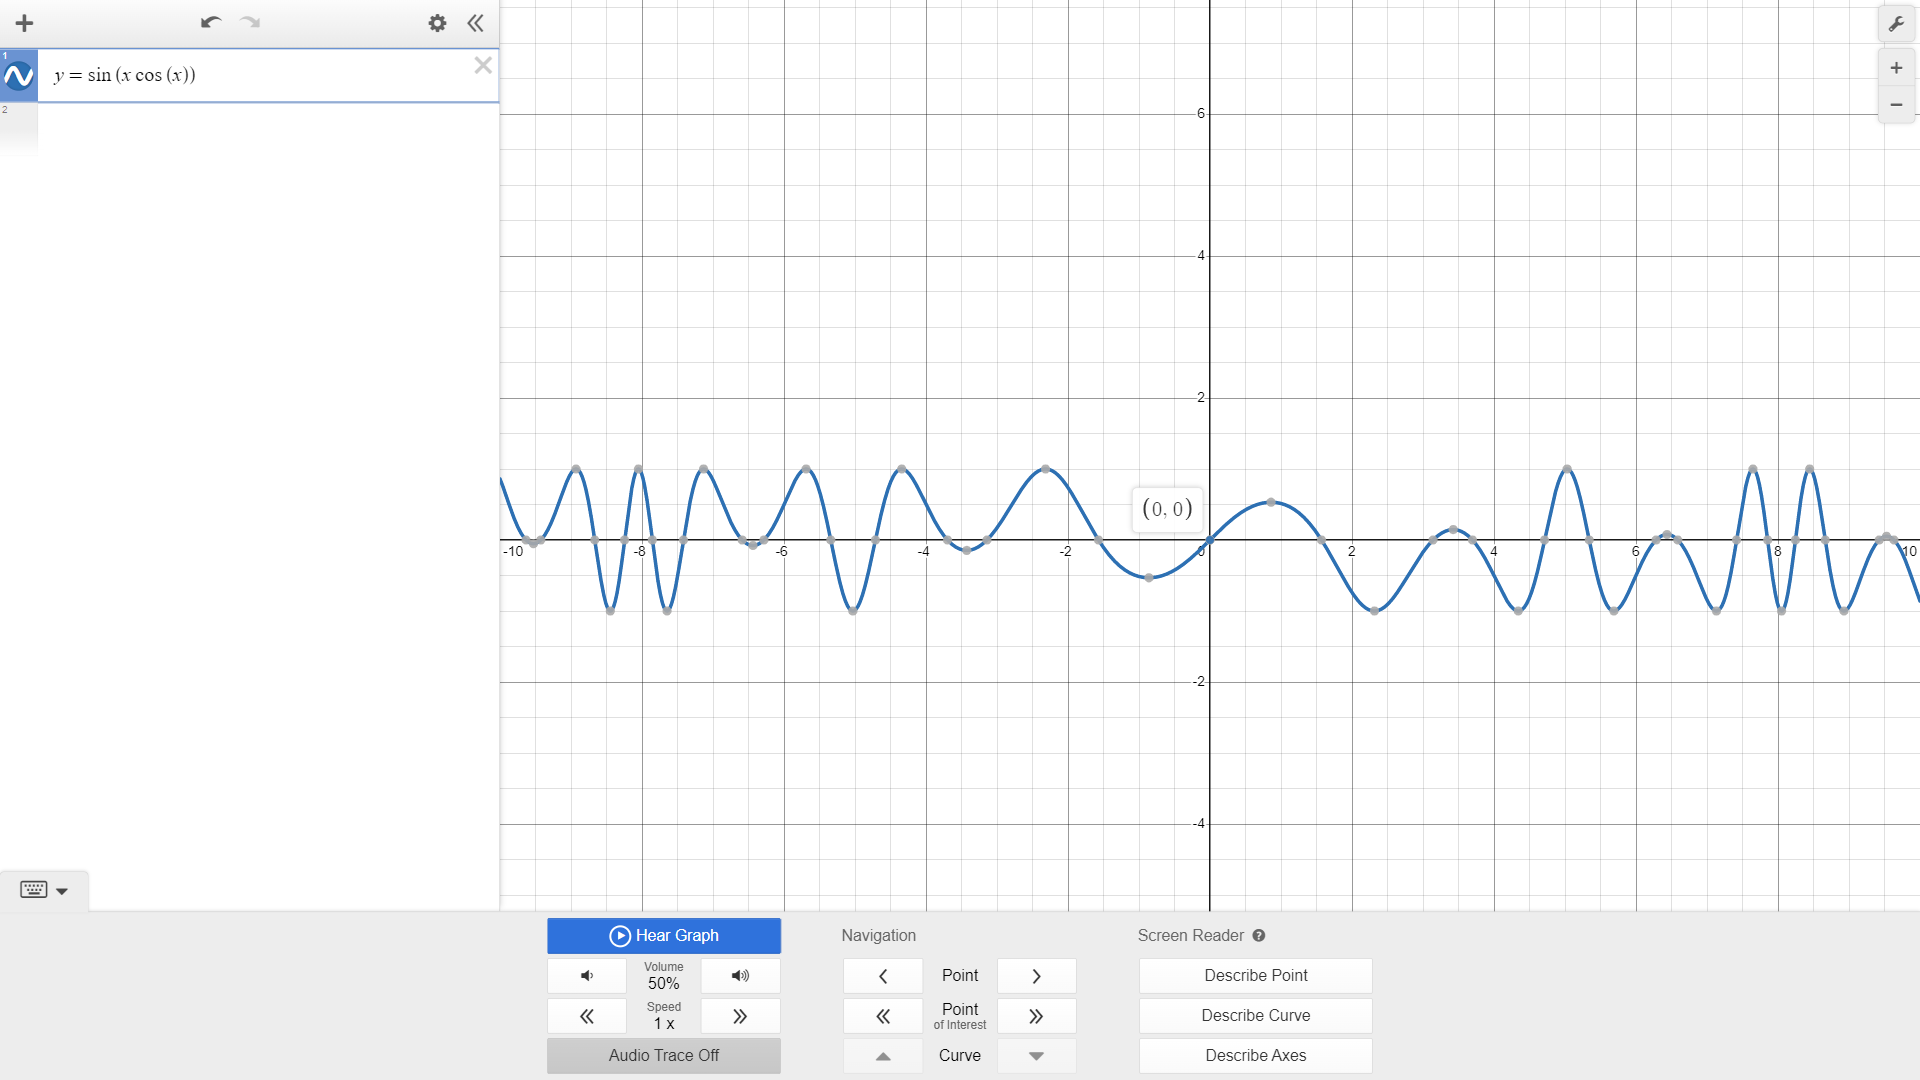 1
y = sin (x cos (x))
2
6
4
2
(0, 0)
-10
-8
-6
-4
-2
0
2
4
6
8
10
-2
-4
Hear Graph
Volume
50%
Speed
1 x
Audio Trace Off
Navigation
Point
Point
of Interest
Curve
Screen Reader ?
Describe Point
Describe Curve
Describe Axes